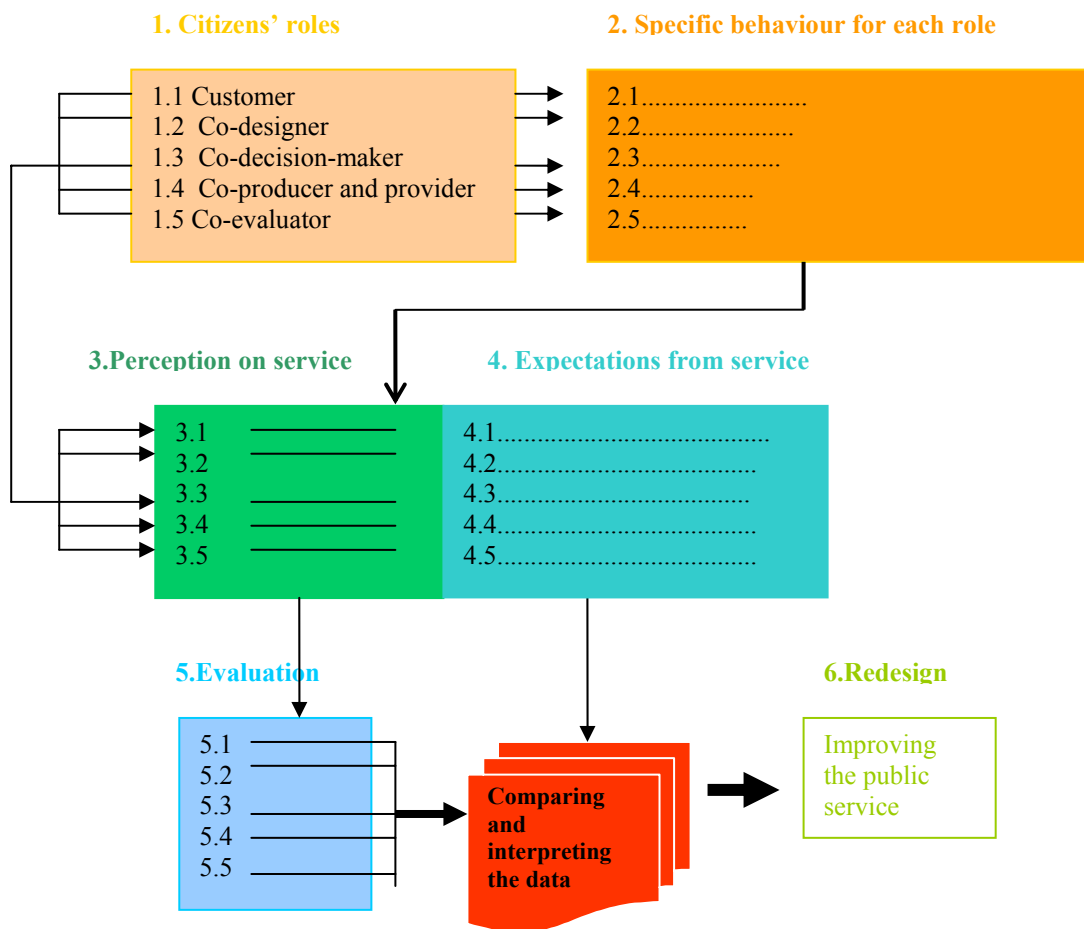 1. Citizens’ roles
2. Specific behaviour for each role
1.1 Customer
1.2 Co-designer
1.3 Co-decision-maker
1.4 Co-producer and provider
1.5 Co-evaluator
2.1.........................
2.2.......................
2.3.....................
2.4..................
2.5.................
3.Perception on service
4. Expectations from service
3.1
3.2
3.3
3.4
3.5
4.1..................................
4.2................................
4.3...............................
4.4................................
4.5................................
5.Evaluation
6.Redesign
5.1
5.2
5.3
5.4
5.5
Comparing
and
interpreting
the data
Improving
the public
service